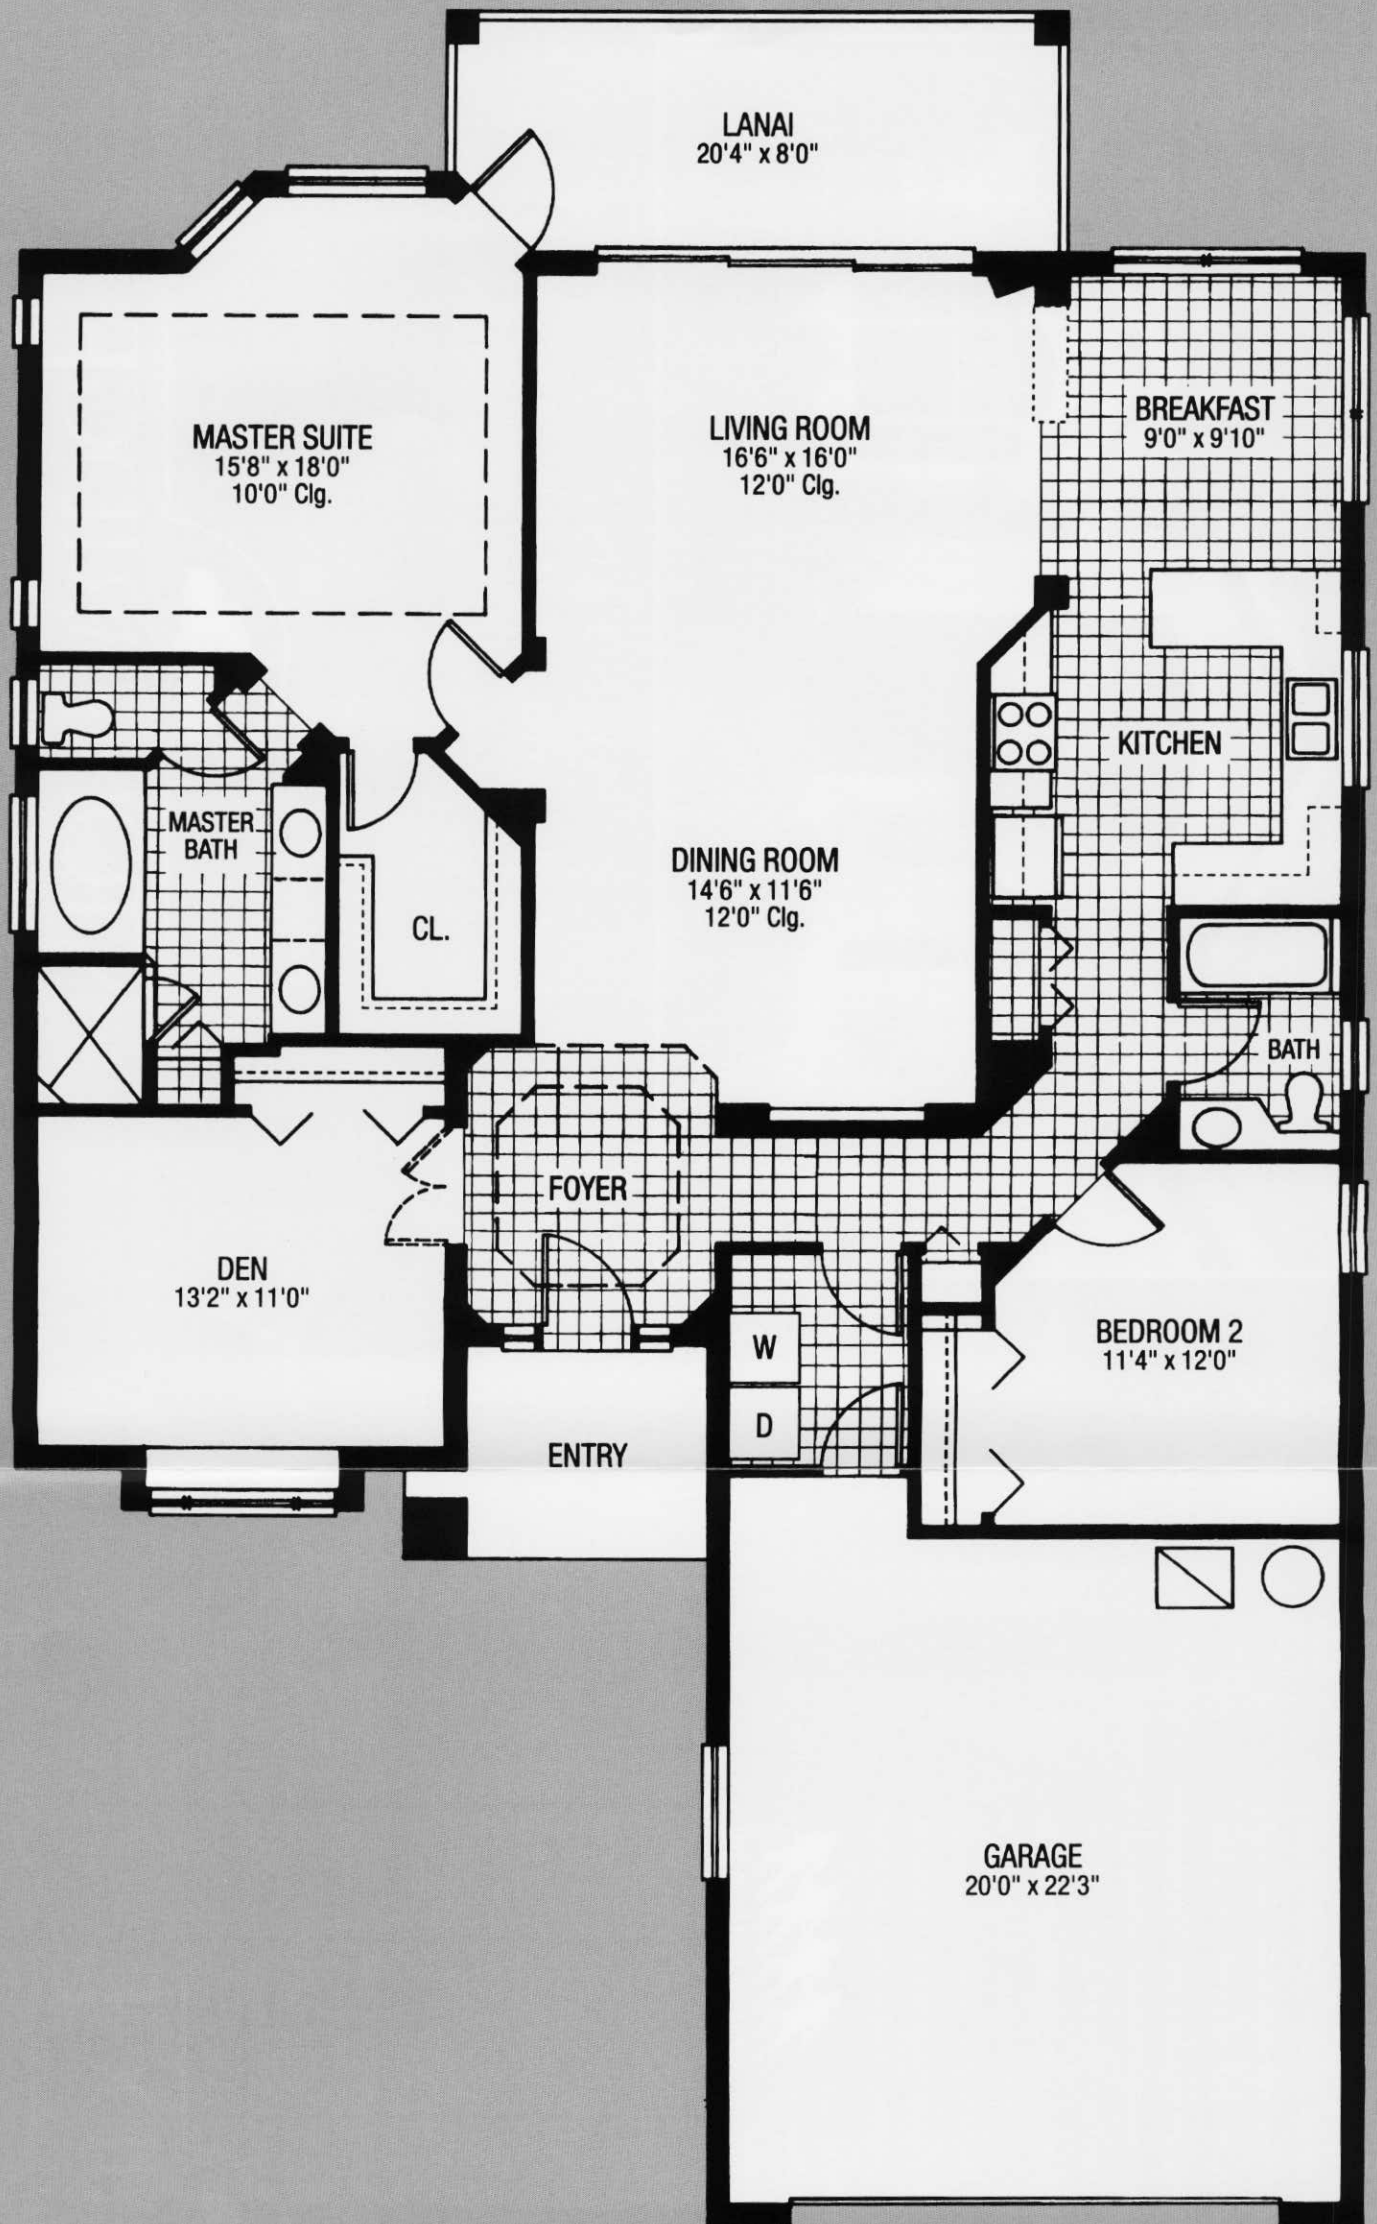 LANAI
20'4" x 8'0"
MASTER SUITE
15'8" x 18'0"
10'0" Clg.
LIVING ROOM
16'6" x 16'0"
12'0" Clg.
BREAKFAST
9'0" x 9'10"
KITCHEN
MASTER
BATH
CL.
DINING ROOM
14'6" x 11'6"
12'0" Clg.
BATH
FOYER
DEN
13'2" x 11'0"
W
D
BEDROOM 2
11'4" x 12'0"
ENTRY
GARAGE
20'0" x 22'3"